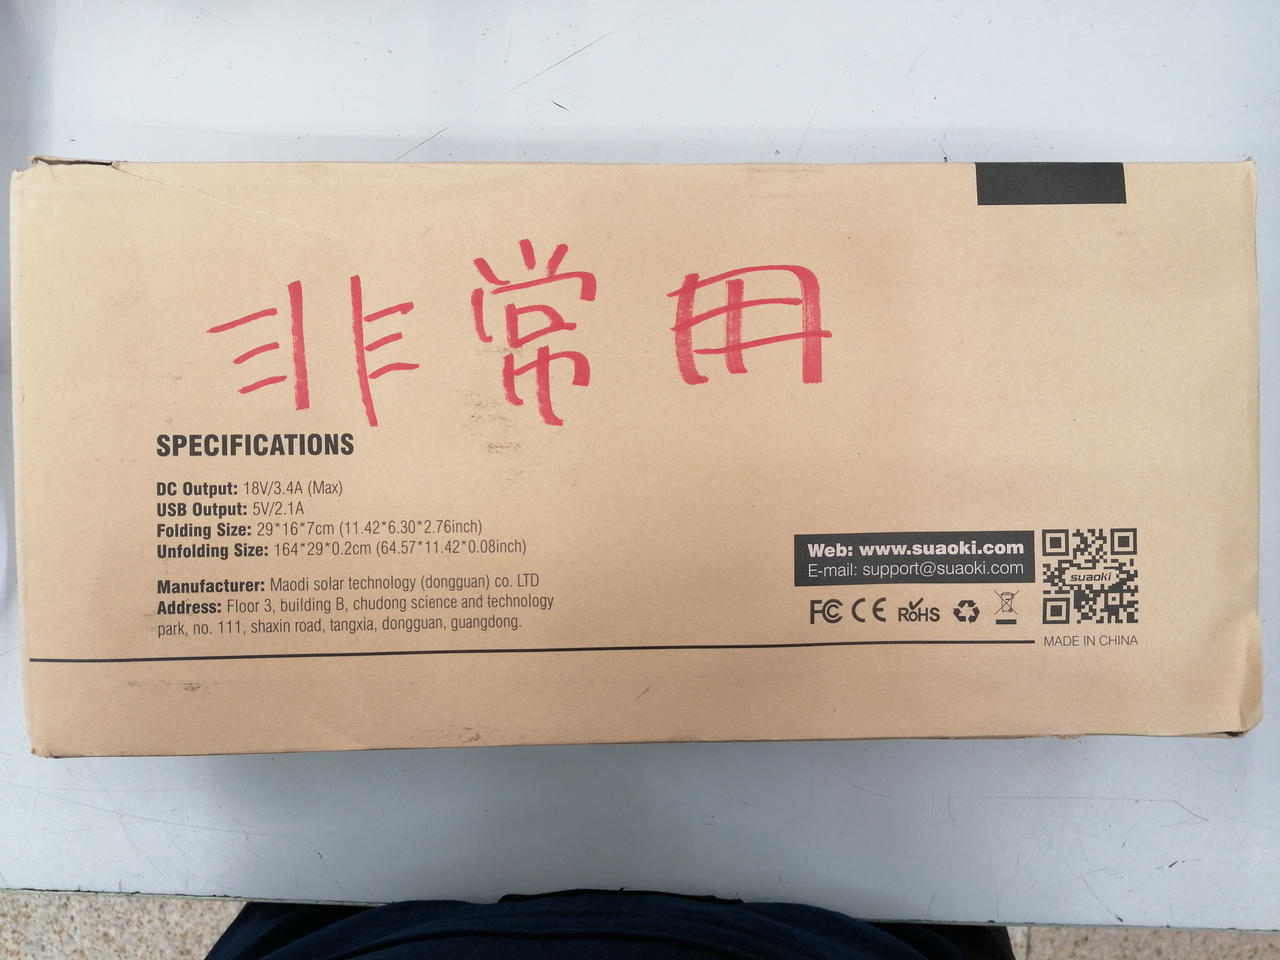 非常用
SPECIFICATIONS
DC Output: 18V/3.4A (Max)
USB Output: 5V/2.1A
Folding Size: 29*16*7cm (11.42*6.30*2.76inch)
Unfolding Size: 164*29*0.2cm (64.57*11.42*0.08inch)
Manufacturer: Maodi solar technology (dongguan) co. LTD
Address: Floor 3, building B, chudong science and technology
park, no. 111, shaxin road, tangxia, dongguan, guangdong.
Web: www.suaoki.com
E-mail: support@suaoki.com
FC CE RoHS
suaoki
MADE IN CHINA